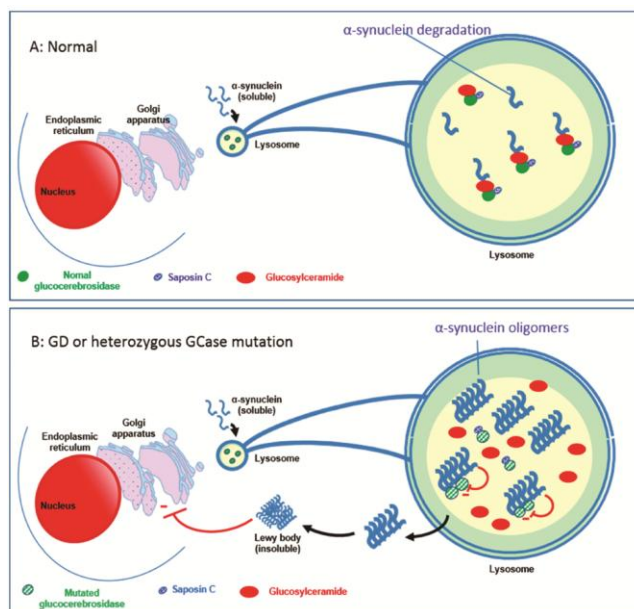 A: Normal
α-synuclein degradation
α-synuclein
(soluble)
Golgi
apparatus
Endoplasmic
reticulum
Lysosome
Nucleus
Lysosome
Nomal
glucocerebrosidase
Saposin C
Glucosylceramide
B: GD or heterozygous GCase mutation
α-synuclein oligomers
α-synuclein
(soluble)
Golgi
apparatus
Endoplasmic
reticulum
Lysosome
Nucleus
Lewy body
(insoluble)
Lysosome
Mutated
glucocerebrosidase
Saposin C
Glucosylceramide